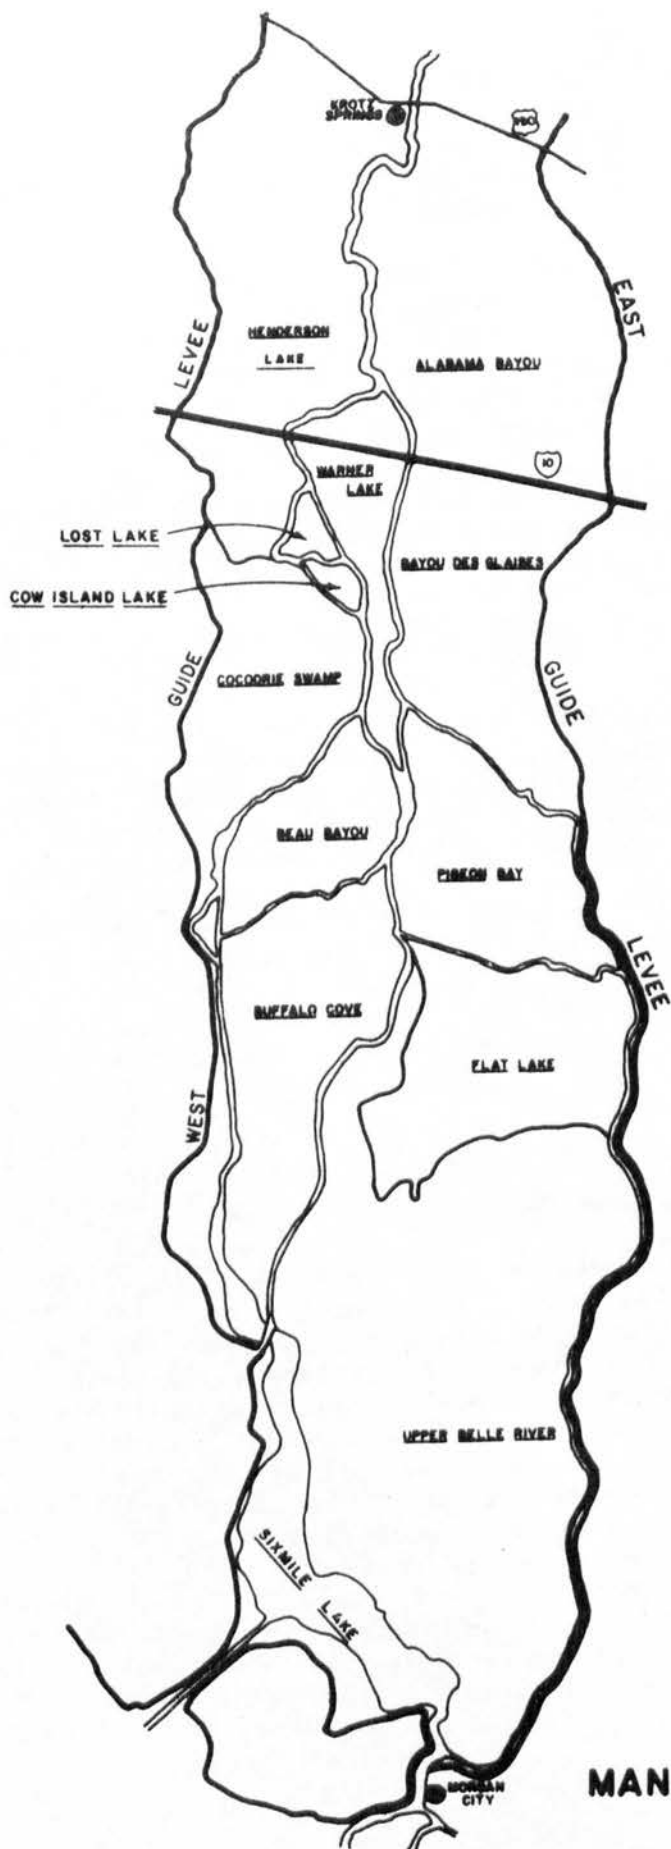 KROTZ
SPRINGS
190
EAST
LEVEE
HENDERSON
LAKE
ALABAMA BAYOU
10
WARNER
LAKE
LOST LAKE
BAYOU DES GLAISES
COW ISLAND LAKE
GUIDE
COCODRIE SWAMP
GUIDE
BEAU BAYOU
PIGEON BAY
LEVEE
BUFFALO COVE
FLAT LAKE
WEST
UPPER BELLE RIVER
SIXMILE
LAKE
MORGAN
CITY
MAN